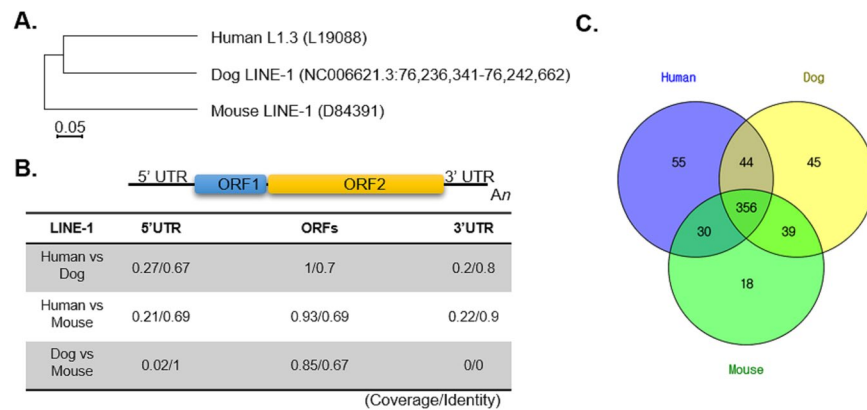 A.
Human L1.3 (L19088)
Dog LINE-1 (NC006621.3:76,236,341-76,242,662)
Mouse LINE-1 (D84391)
0.05
B.
5' UTR ORF1 ORF2 3' UTR
An
LINE-1 5'UTR ORFs 3'UTR
Human vs
Dog
0.27/0.67 1/0.7 0.2/0.8
Human vs
Mouse
0.21/0.69 0.93/0.69 0.22/0.9
Dog vs
Mouse
0.02/1 0.85/0.67 0/0
(Coverage/Identity)
C.
Human Dog
55 44 45
356
30 39
18
Mouse